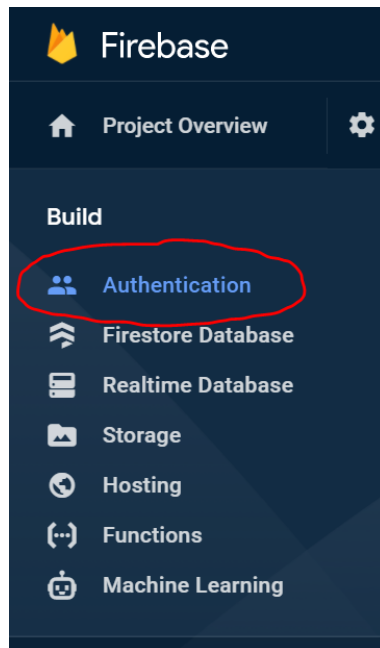 Firebase
Project Overview
Build
Authentication
Firestore Database
Realtime Database
Storage
Hosting
Functions
Machine Learning